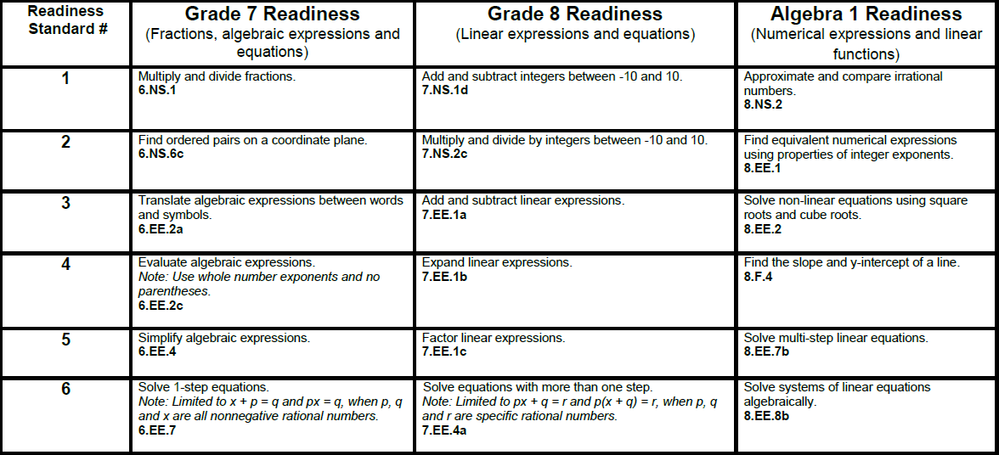 Readiness
Standard #
Grade 7 Readiness
(Fractions, algebraic expressions and
equations)
Grade 8 Readiness
(Linear expressions and equations)
Algebra 1 Readiness
(Numerical expressions and linear
functions)
1
Multiply and divide fractions.
6.NS.1
Add and subtract integers between -10 and 10.
7.NS.1d
Approximate and compare irrational
numbers.
8.NS.2
2
Find ordered pairs on a coordinate plane.
6.NS.6c
Multiply and divide by integers between -10 and 10.
7.NS.2c
Find equivalent numerical expressions
using properties of integer exponents.
8.EE.1
3
Translate algebraic expressions between words
and symbols.
6.EE.2a
Add and subtract linear expressions.
7.EE.1a
Solve non-linear equations using square
roots and cube roots.
8.EE.2
4
Evaluate algebraic expressions.
Note: Use whole number exponents and no
parentheses.
6.EE.2c
Expand linear expressions.
7.EE.1b
Find the slope and y-intercept of a line.
8.F.4
5
Simplify algebraic expressions.
6.EE.4
Factor linear expressions.
7.EE.1c
Solve multi-step linear equations.
8.EE.7b
6
Solve 1-step equations.
Note: Limited to x + p = q and px = q, when p, q
and x are all nonnegative rational numbers.
6.EE.7
Solve equations with more than one step.
Note: Limited to px + q = r and p(x + q) = r, when p, q
and r are specific rational numbers.
7.EE.4a
Solve systems of linear equations
algebraically.
8.EE.8b